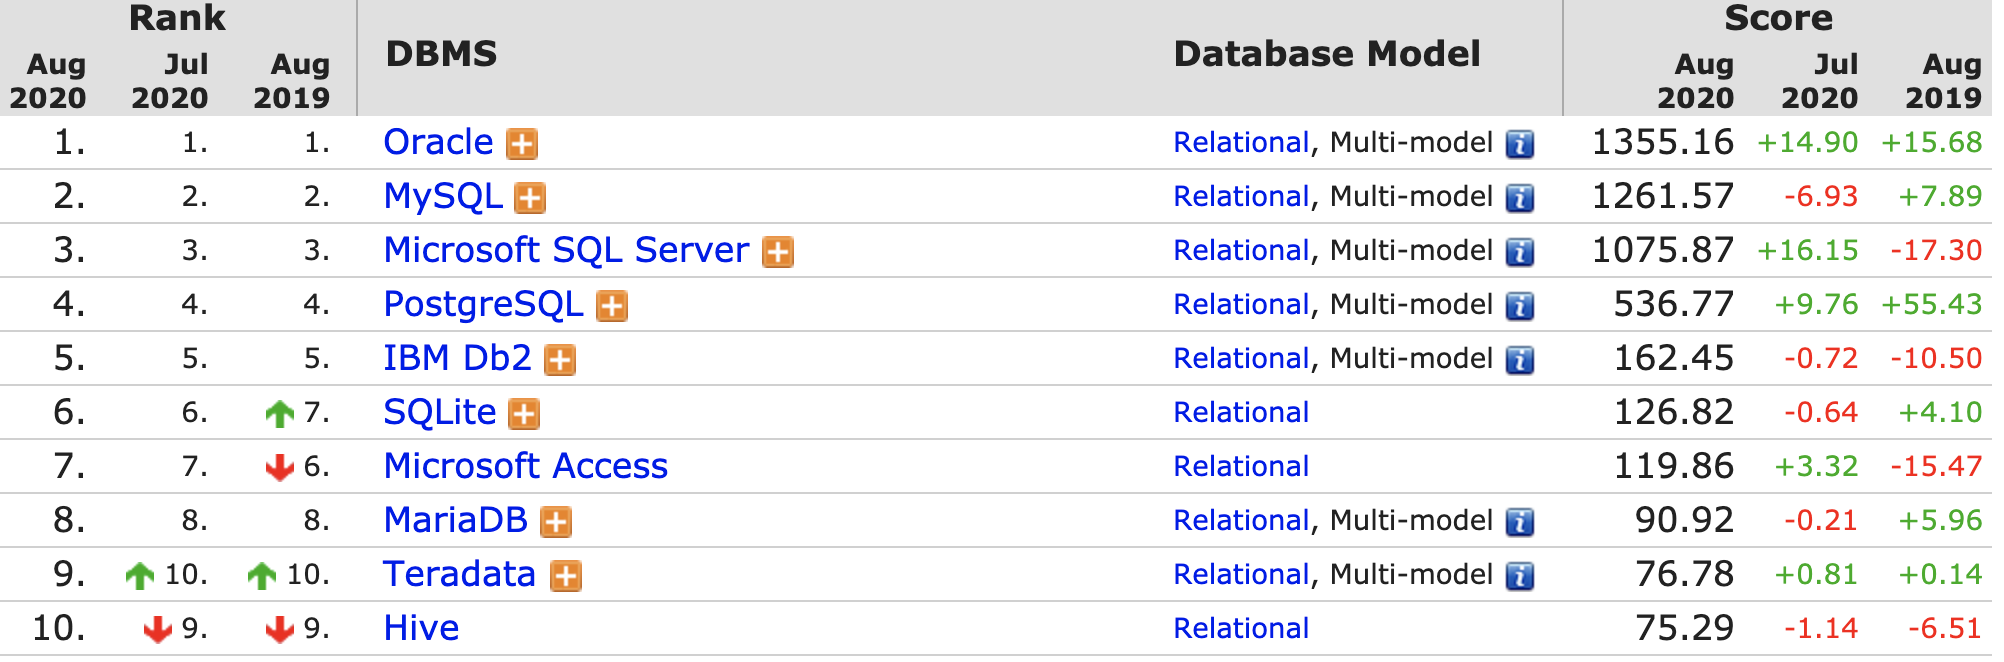 Rank Score
DBMS Database Model
Aug Jul Aug Aug Jul Aug
2020 2020 2019 2020 2020 2019
1. 1. 1. Oracle Relational, Multi-model i 1355.16 +14.90 +15.68
2. 2. 2. MySQL Relational, Multi-model i 1261.57 -6.93 +7.89
3. 3. 3. Microsoft SQL Server Relational, Multi-model i 1075.87 +16.15 -17.30
4. 4. 4. PostgreSQL Relational, Multi-model i 536.77 +9.76 +55.43
5. 5. 5. IBM Db2 Relational, Multi-model i 162.45 -0.72 -10.50
6. 6. 7. SQLite Relational 126.82 -0.64 +4.10
7. 7. 6. Microsoft Access Relational 119.86 +3.32 -15.47
8. 8. 8. MariaDB Relational, Multi-model i 90.92 -0.21 +5.96
9. 10. 10. Teradata Relational, Multi-model i 76.78 +0.81 +0.14
10. 9. 9. Hive Relational 75.29 -1.14 -6.51